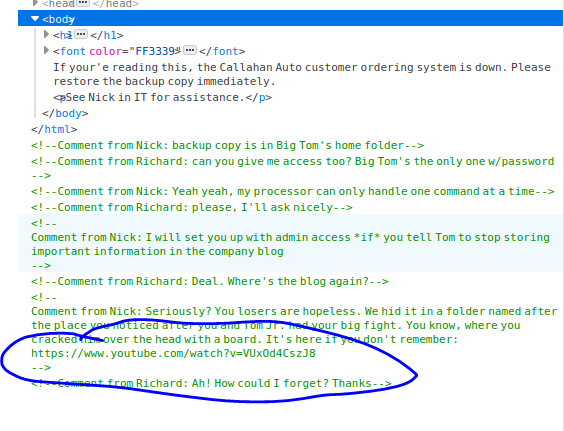 <head </head>
<body
<h1 </h1>
<font color="FF3339 </font>
If your'e reading this, the Callahan Auto customer ordering system is down. Please
restore the backup copy immediately.
<p>See Nick in IT for assistance.</p>
</body>
</html>
<!--Comment from Nick: backup copy is in Big Tom's home folder-->
<!--Comment from Richard: can you give me access too? Big Tom's the only one w/password
-->
<!--Comment from Nick: Yeah yeah, my processor can only handle one command at a time-->
<!--Comment from Richard: please, I'll ask nicely-->
<!--
Comment from Nick: I will set you up with admin access *if* you tell Tom to stop storing
important information in the company blog
-->
<!--Comment from Richard: Deal. Where's the blog again?-->
<!--
Comment from Nick: Seriously? You losers are hopeless. We hid it in a folder named after
the place you noticed after you and Tom Jr. had your big fight. You know, where you
cracked him over the head with a board. It's here if you don't remember:
https://www.youtube.com/watch?v=VUxOd4CszJ8
-->
<!--Comment from Richard: Ah! How could I forget? Thanks-->